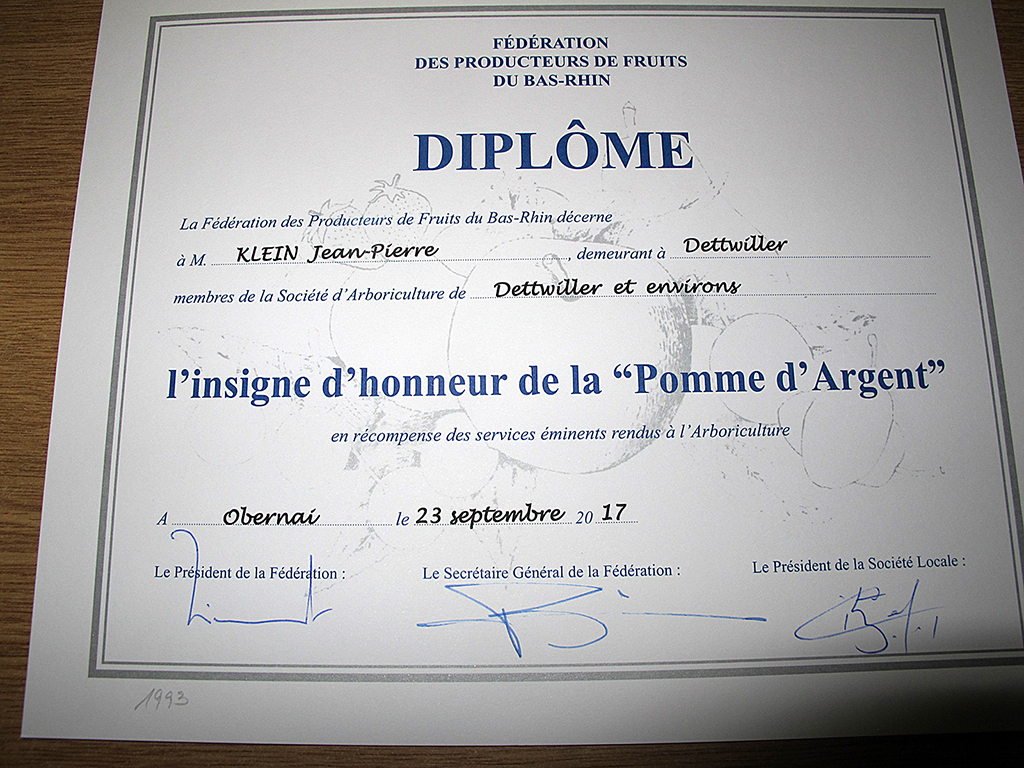 FÉDÉRATION
DES PRODUCTEURS DE FRUITS
DU BAS-RHIN
DIPLÔME
La Fédération des Producteurs de Fruits du Bas-Rhin décerne
à M. KLEIN Jean-Pierre, demeurant à Dettwiller
membres de la Société d'Arboriculture de Dettwiller et environs
l'insigne d'honneur de la “Pomme d'Argent”
en récompense des services éminents rendus à l'Arboriculture
A Obernai le 23 septembre 20 17
Le Président de la Fédération : Le Secrétaire Général de la Fédération : Le Président de la Société Locale :
1993